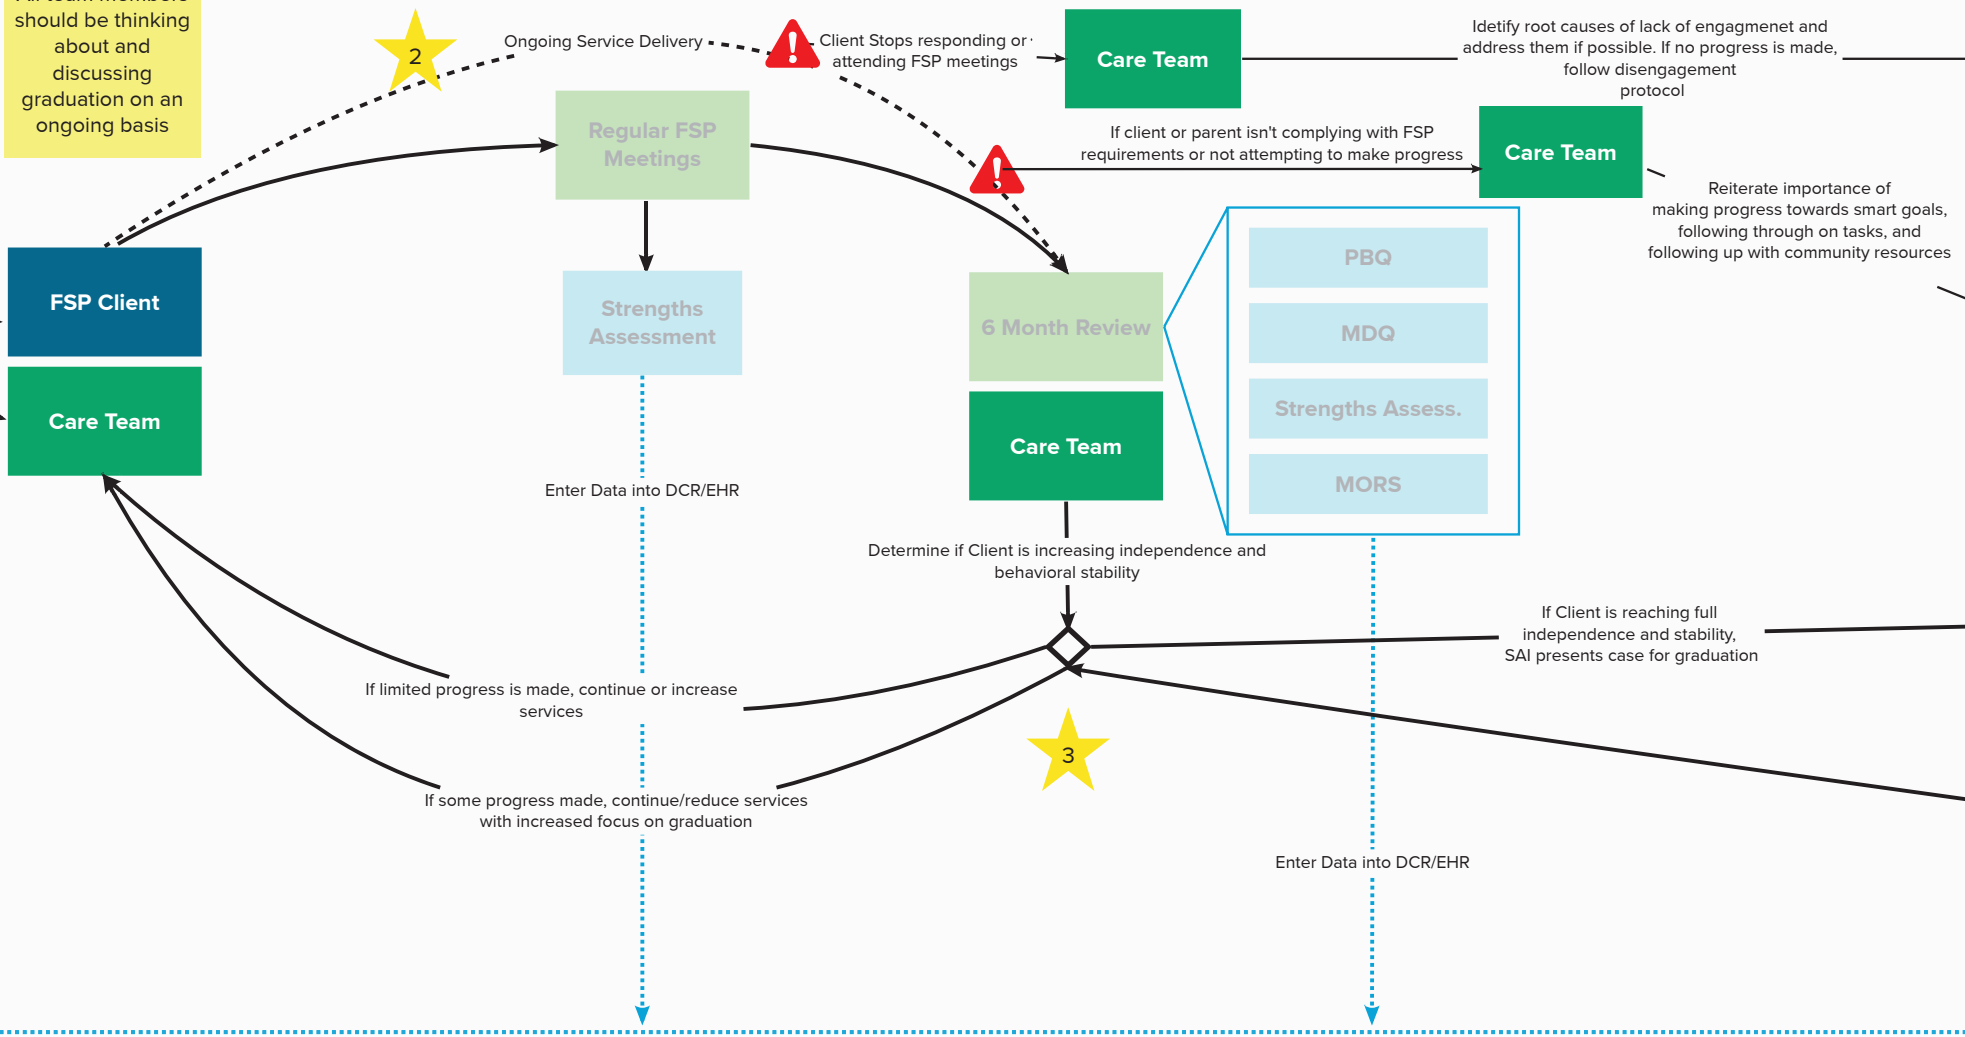 All team members
should be thinking
about and
discussing
graduation on an
ongoing basis
2
Ongoing Service Delivery
Client Stops responding or
attending FSP meetings
Care Team
Idetify root causes of lack of engagmenet and
address them if possible. If no progress is made,
follow disengagement
protocol
Regular FSP
Meetings
If client or parent isn't complying with FSP
requirements or not attempting to make progress
Care Team
Reiterate importance of
making progress towards smart goals,
following through on tasks, and
following up with community resources
FSP Client
Care Team
Strengths
Assessment
6 Month Review
Care Team
PBQ
MDQ
Strengths Assess.
MORS
Enter Data into DCR/EHR
Determine if Client is increasing independence and
behavioral stability
If Client is reaching full
independence and stability,
SAI presents case for graduation
If limited progress is made, continue or increase
services
3
If some progress made, continue/reduce services
with increased focus on graduation
Enter Data into DCR/EHR